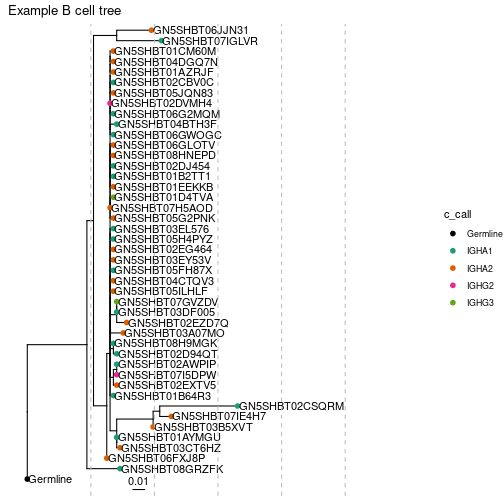 Example B cell tree
GN5SHBT06JJN31
GN5SHBT07IGLVR
GN5SHBT01CM60M
GN5SHBT04DGQ7N
GN5SHBT01AZRJF
GN5SHBT02CBV0C
GN5SHBT05JQN83
GN5SHBT02DVMH4
GN5SHBT06G2MQM
GN5SHBT04BTH3F
GN5SHBT06GWOGC
GN5SHBT06GLOTV
GN5SHBT08HNEPD
GN5SHBT02DJ454
GN5SHBT01B2TT1
GN5SHBT01EEKKB
GN5SHBT01D4TVA
GN5SHBT07H5AOD
GN5SHBT05G2PNK
GN5SHBT03EL576
GN5SHBT05H4PYZ
GN5SHBT02EG464
GN5SHBT03EY53V
GN5SHBT05FH87X
GN5SHBT04CTQV3
GN5SHBT05ILHLF
GN5SHBT07GVZDV
GN5SHBT03DF005
GN5SHBT02EZD7Q
GN5SHBT03A07MO
GN5SHBT08H9MGK
GN5SHBT02D94QT
GN5SHBT02AWPIP
GN5SHBT07I5DPW
GN5SHBT02EXTV5
GN5SHBT01B64R3
GN5SHBT02CSQRM
GN5SHBT07IE4H7
GN5SHBT03B5XVT
GN5SHBT01AYMGU
GN5SHBT03CT6HZ
GN5SHBT06FXJ8P
GN5SHBT08GRZFK
Germline
0.01
c_call
Germline
IGHA1
IGHA2
IGHG2
IGHG3